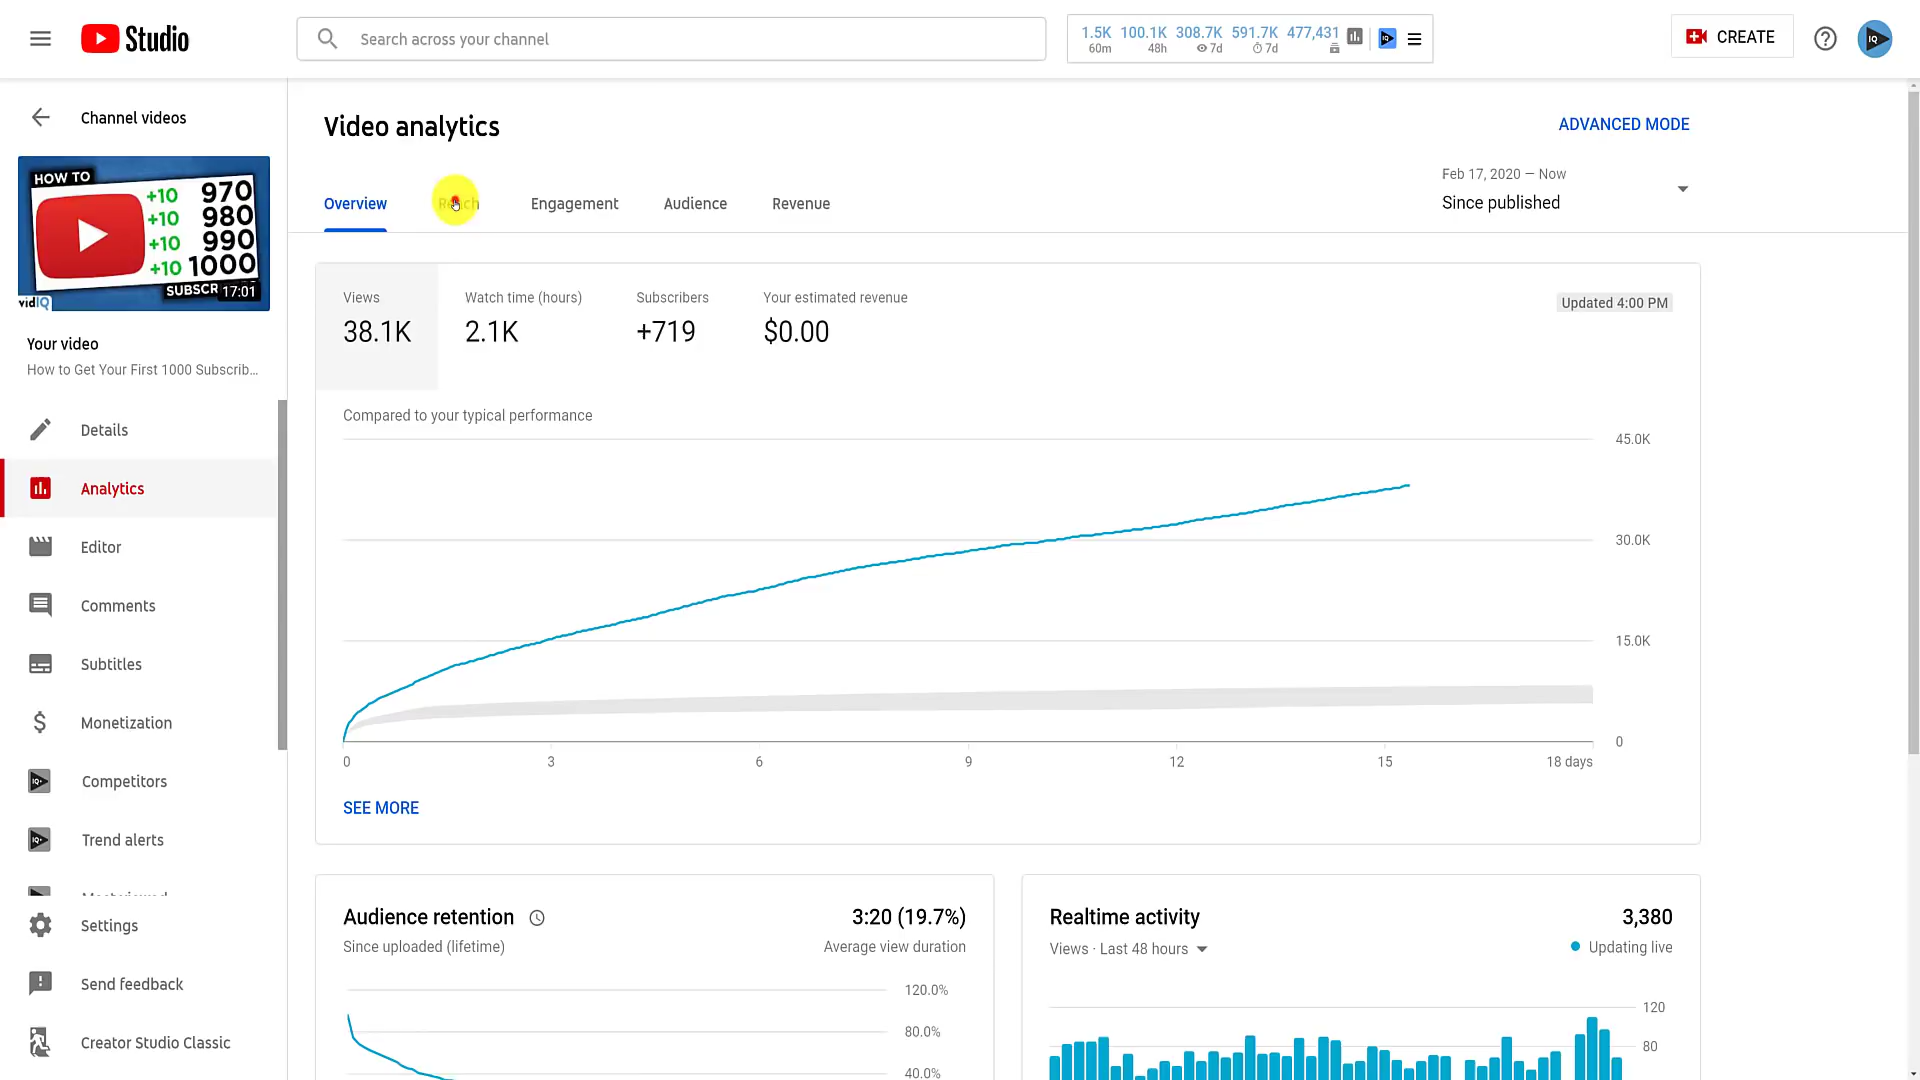 Studio
Search across your channel
1.5K 100.1K 308.7K 591.7K 477,431
60m 48h 7d 7d
CREATE
Channel videos
HOW TO
+10 970
+10 980
+10 990
+10 1000
17:01
vidIQ
Your video
How to Get Your First 1000 Subscrib...
Details
Analytics
Editor
Comments
Subtitles
Monetization
Competitors
Trend alerts
Settings
Send feedback
Creator Studio Classic
Video analytics
ADVANCED MODE
Feb 17, 2020 – Now
Since published
Overview
Engagement
Audience
Revenue
Views
38.1K
Watch time (hours)
2.1K
Subscribers
+719
Your estimated revenue
$0.00
Updated 4:00 PM
Compared to your typical performance
45.0K
30.0K
15.0K
0
0 3 6 9 12 15 18 days
SEE MORE
Audience retention
3:20 (19.7%)
Since uploaded (lifetime)
Average view duration
120.0%
80.0%
40.0%
Realtime activity
3,380
Views · Last 48 hours
Updating live
120
80